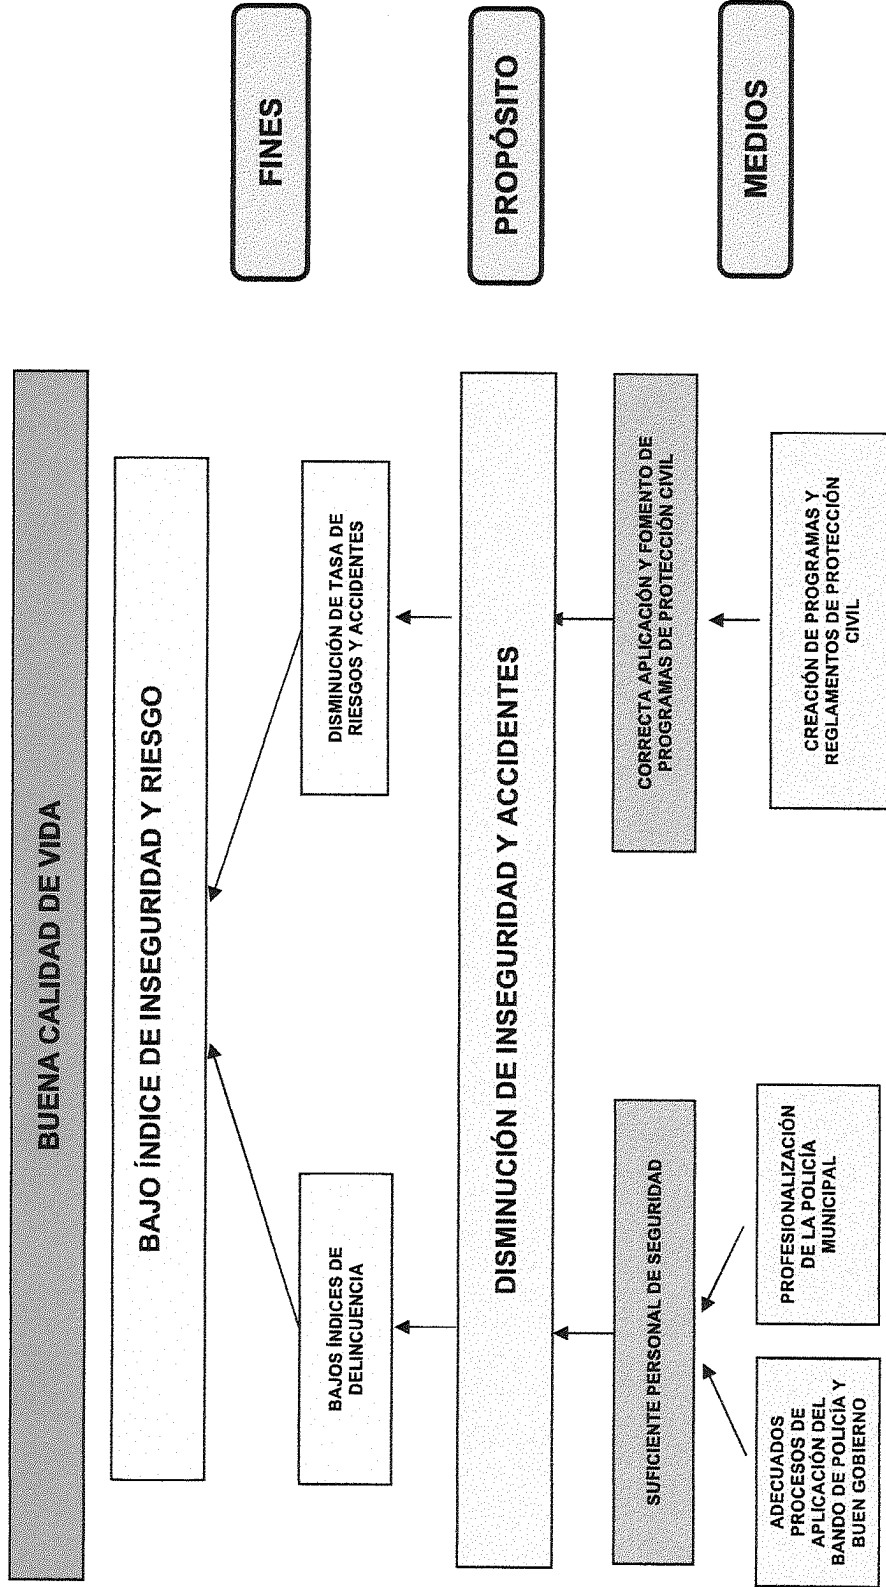 BUENA CALIDAD DE VIDA
BAJO ÍNDICE DE INSEGURIDAD Y RIESGO
FINES
BAJOS ÍNDICES DE
DELINCUENCIA
DISMINUCIÓN DE TASA DE
RIESGOS Y ACCIDENTES
DISMINUCIÓN DE INSEGURIDAD Y ACCIDENTES
PROPÓSITO
SUFICIENTE PERSONAL DE SEGURIDAD
CORRECTA APLICACIÓN Y FOMENTO DE
PROGRAMAS DE PROTECCIÓN CIVIL
MEDIOS
ADECUADOS
PROCESOS DE
APLICACIÓN DEL
BANDO DE POLICÍA Y
BUEN GOBIERNO
PROFESIONALIZACIÓN
DE LA POLICÍA
MUNICIPAL
CREACIÓN DE PROGRAMAS Y
REGLAMENTOS DE PROTECCIÓN
CIVIL